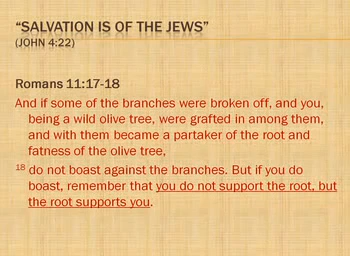 “SALVATION IS OF THE JEWS”
(JOHN 4:22)
Romans 11:17-18
And if some of the branches were broken off, and you,
being a wild olive tree, were grafted in among them,
and with them became a partaker of the root and
fatness of the olive tree,
18 do not boast against the branches. But if you do
boast, remember that you do not support the root, but
the root supports you.